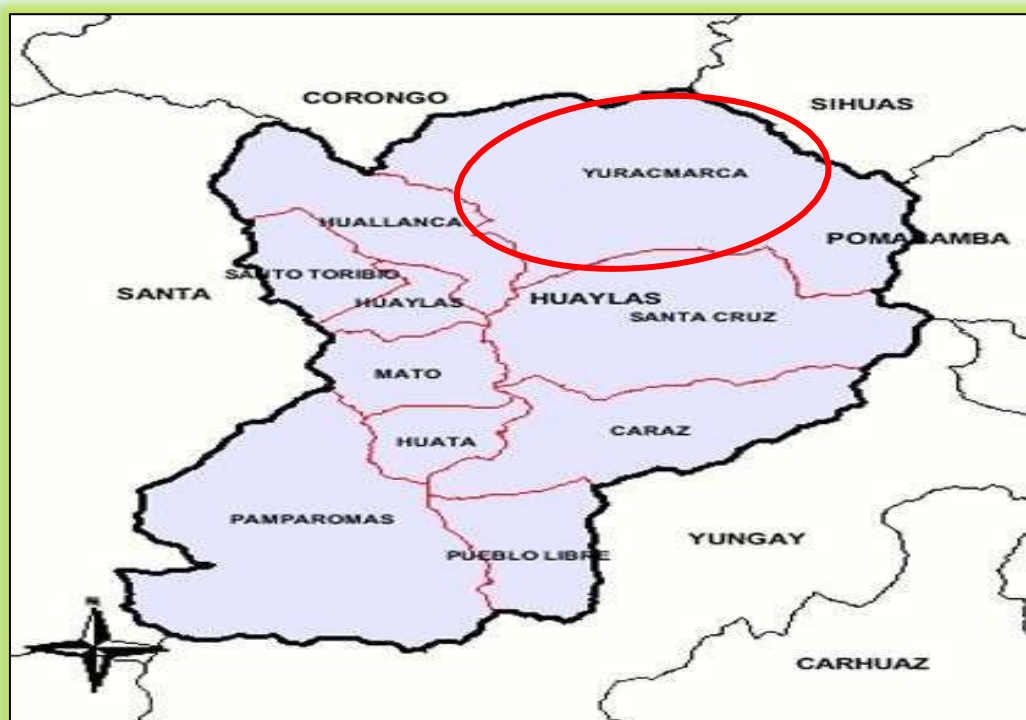 CORONGO
SIHUAS
YURACMARCA
HUALLANCA
POMABAMBA
SANTO TORIBIO
SANTA
HUAYLAS
HUAYLAS
SANTA CRUZ
MATO
CARAZ
HUATA
PAMPAROMAS
YUNGAY
PUEBLO LIBRE
N
CARHUAZ